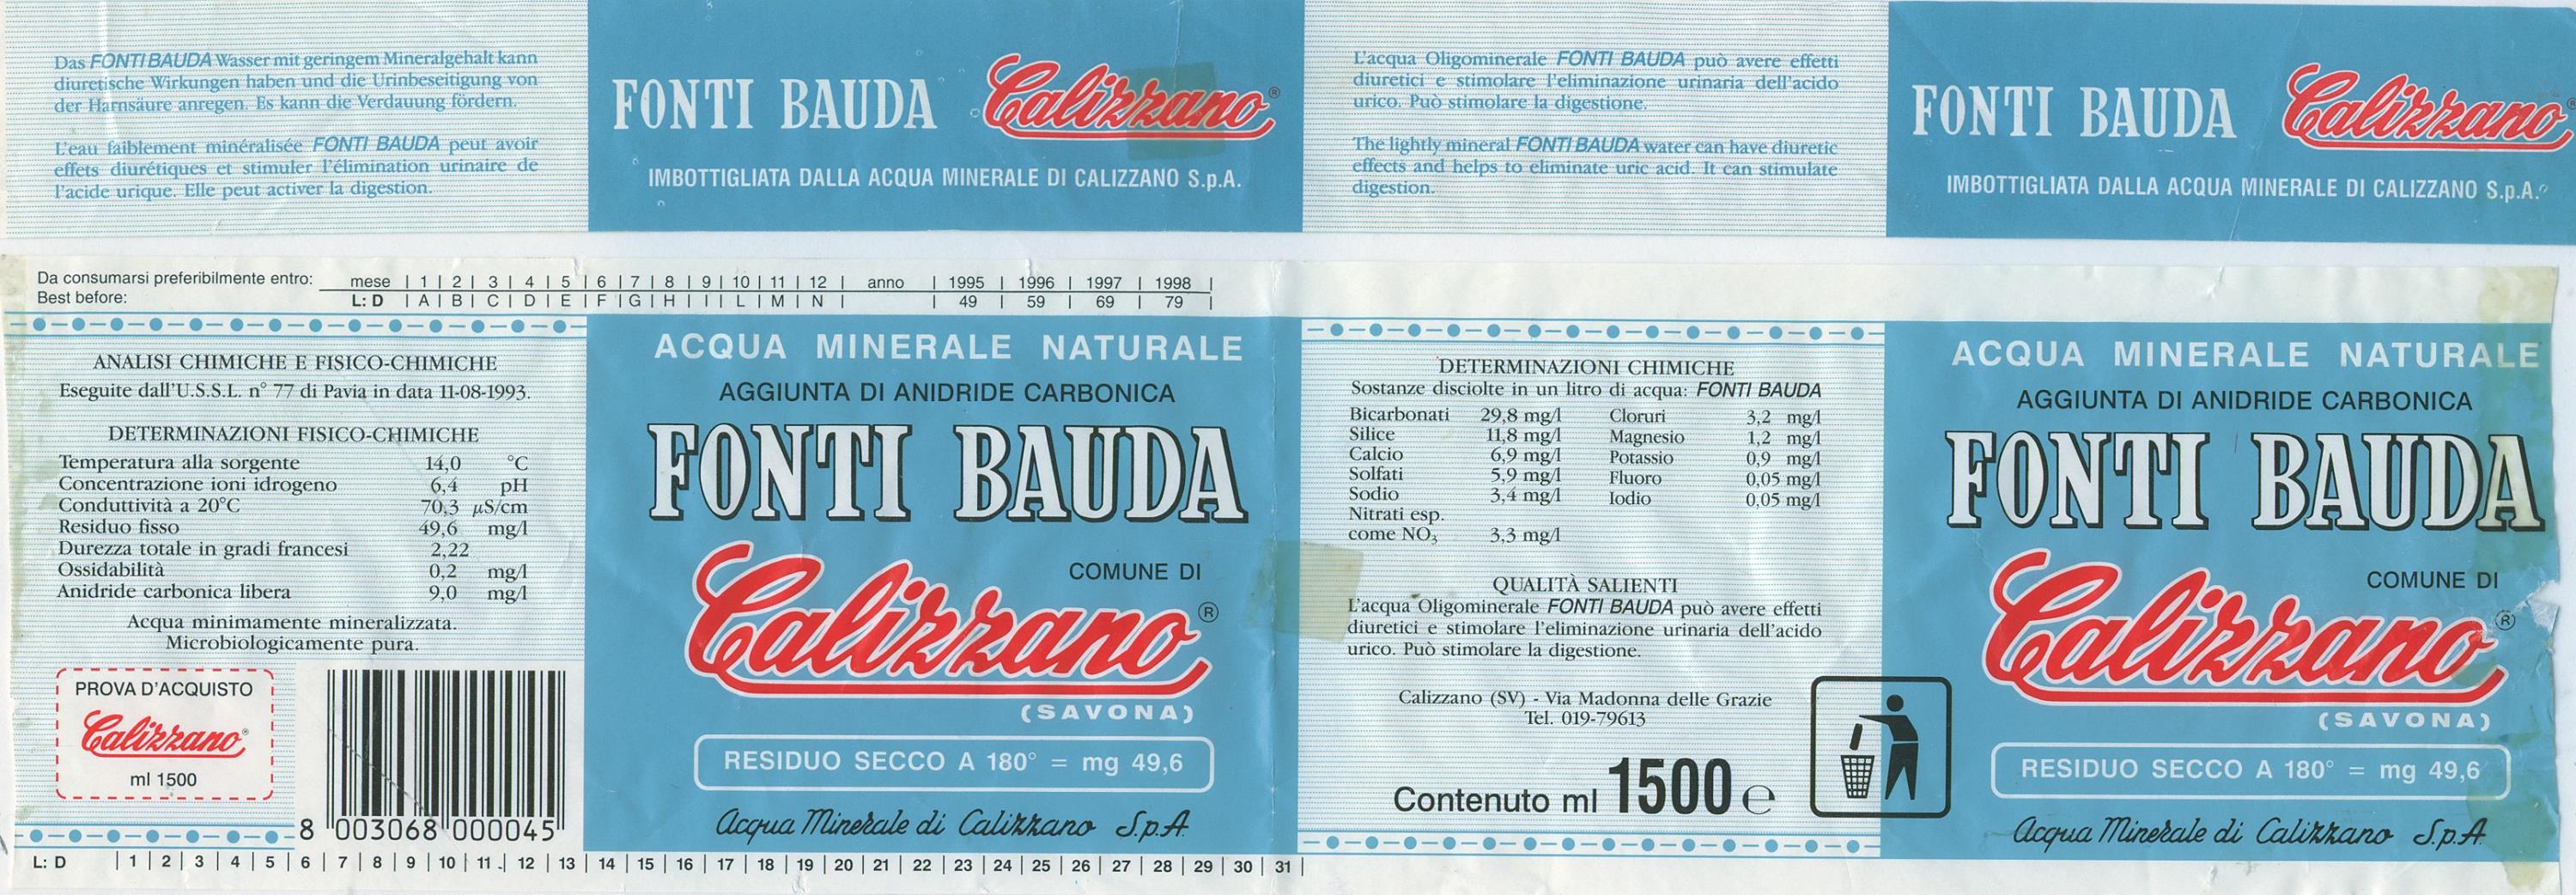 Das FONTI BAUDA Wasser mit geringem Mineralgehalt kann
diuretische Wirkungen haben und die Urinbeseitigung von
der Harnsäure anregen. Es kann die Verdauung fördern.
L'eau faiblement minéralisée FONTI BAUDA peut avoir
effets diurétiques et stimuler l'élimination urinaire de
l'acide urique. Elle peut activer la digestion.
FONTI BAUDA Calizzano ®
IMBOTTIGLIATA DALLA ACQUA MINERALE DI CALIZZANO S.p.A.
L'acqua Oligominerale FONTI BAUDA può avere effetti
diuretici e stimolare l'eliminazione urinaria dell'acido
urico. Può stimolare la digestione.
The lightly mineral FONTI BAUDA water can have diuretic
effects and helps to eliminate uric acid. It can stimulate
digestion.
FONTI BAUDA Calizzano ®
IMBOTTIGLIATA DALLA ACQUA MINERALE DI CALIZZANO S.p.A.
Da consumarsi preferibilmente entro: mese | 1 | 2 | 3 | 4 | 5 | 6 | 7 | 8 | 9 | 10 | 11 | 12 | anno | 1995 | 1996 | 1997 | 1998 |
Best before: L: D | A | B | C | D | E | F | G | H | I | L | M | N | | 49 | 59 | 69 | 79 |
ANALISI CHIMICHE E FISICO-CHIMICHE
Eseguite dall'U.S.S.L. n° 77 di Pavia in data 11-08-1993.
DETERMINAZIONI FISICO-CHIMICHE
Temperatura alla sorgente 14,0 °C
Concentrazione ioni idrogeno 6,4 pH
Conduttività a 20°C 70,3 µS/cm
Residuo fisso 49,6 mg/l
Durezza totale in gradi francesi 2,22
Ossidabilità 0,2 mg/l
Anidride carbonica libera 9,0 mg/l
Acqua minimamente mineralizzata.
Microbiologicamente pura.
PROVA D'ACQUISTO
Calizzano ®
ml 1500
8 003068 000045
ACQUA MINERALE NATURALE
AGGIUNTA DI ANIDRIDE CARBONICA
FONTI BAUDA
COMUNE DI
Calizzano ®
(SAVONA)
RESIDUO SECCO A 180° = mg 49,6
Acqua Minerale di Calizzano S.p.A.
DETERMINAZIONI CHIMICHE
Sostanze disciolte in un litro di acqua: FONTI BAUDA
Bicarbonati 29,8 mg/l Cloruri 3,2 mg/l
Silice 11,8 mg/l Magnesio 1,2 mg/l
Calcio 6,9 mg/l Potassio 0,9 mg/l
Solfati 5,9 mg/l Fluoro 0,05 mg/l
Sodio 3,4 mg/l Iodio 0,05 mg/l
Nitrati esp.
come NO₃ 3,3 mg/l
QUALITÀ SALIENTI
L'acqua Oligominerale FONTI BAUDA può avere effetti
diuretici e stimolare l'eliminazione urinaria dell'acido
urico. Può stimolare la digestione.
Calizzano (SV) - Via Madonna delle Grazie
Tel. 019-79613
Contenuto ml 1500 e
ACQUA MINERALE NATURALE
AGGIUNTA DI ANIDRIDE CARBONICA
FONTI BAUDA
COMUNE DI
Calizzano ®
(SAVONA)
RESIDUO SECCO A 180° = mg 49,6
Acqua Minerale di Calizzano S.p.A.
L: D | 1 | 2 | 3 | 4 | 5 | 6 | 7 | 8 | 9 | 10 | 11 | 12 | 13 | 14 | 15 | 16 | 17 | 18 | 19 | 20 | 21 | 22 | 23 | 24 | 25 | 26 | 27 | 28 | 29 | 30 | 31 |